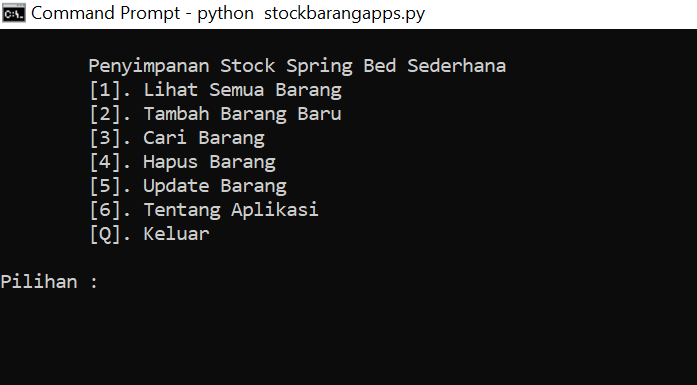 C:\. Command Prompt - python  stockbarangapps.py
Penyimpanan Stock Spring Bed Sederhana
[1]. Lihat Semua Barang
[2]. Tambah Barang Baru
[3]. Cari Barang
[4]. Hapus Barang
[5]. Update Barang
[6]. Tentang Aplikasi
[Q]. Keluar
Pilihan :